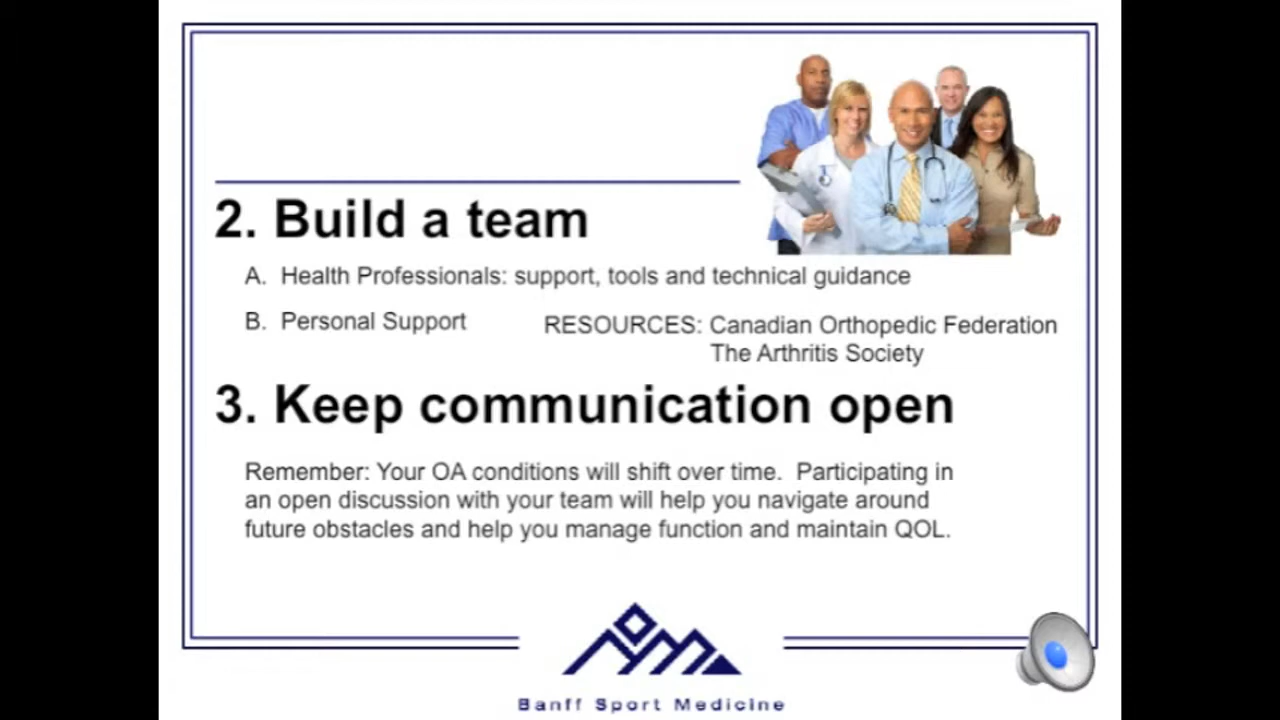 2. Build a team
A. Health Professionals: support, tools and technical guidance
B. Personal Support
RESOURCES: Canadian Orthopedic Federation
The Arthritis Society
3. Keep communication open
Remember: Your OA conditions will shift over time. Participating in
an open discussion with your team will help you navigate around
future obstacles and help you manage function and maintain QOL.
Banff Sport Medicine